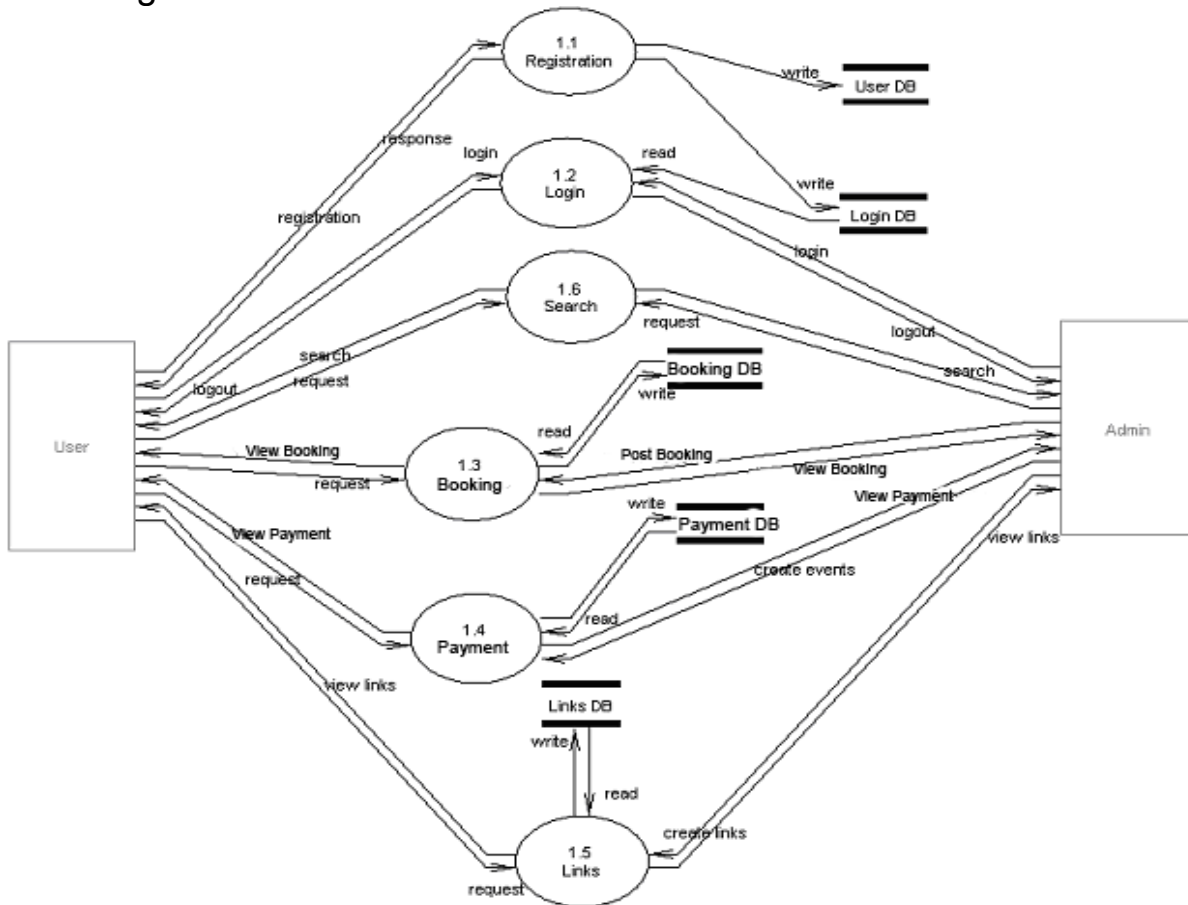 1.1
Registration
write
User DB
response
login
1.2
Login
read
write
Login DB
registration
login
1.6
Search
request
logout
search
request
logout
Booking DB
write
search
User
View Booking
read
Post Booking
Admin
1.3
Booking
request
View Booking
View Payment
write
Payment DB
View Payment
view links
request
create events
1.4
Payment
read
view links
Links DB
write
read
create links
1.5
Links
request